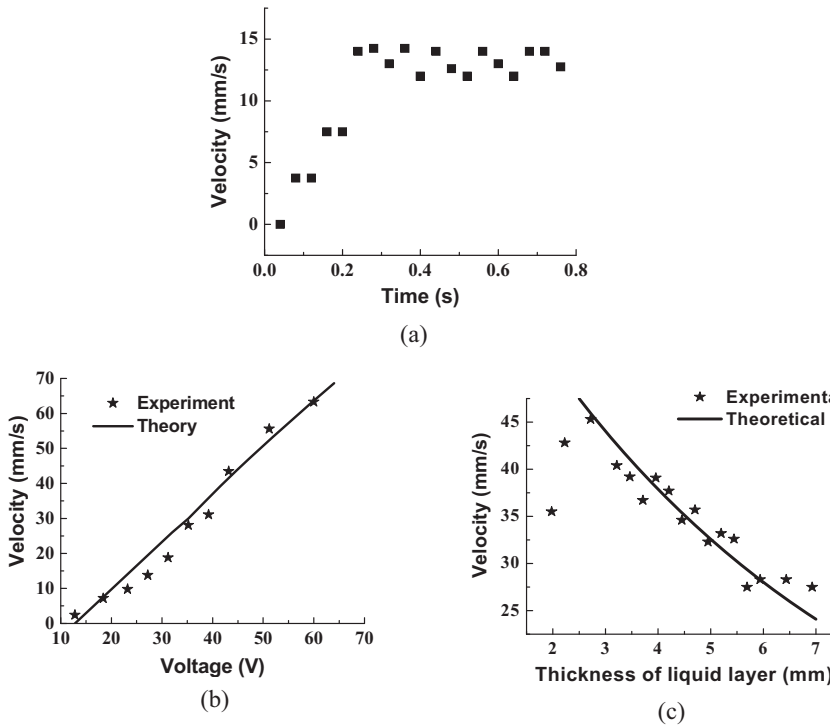 15
10
5
0
Velocity (mm/s)
0.0 0.2 0.4 0.6 0.8
Time (s)
(a)
70
60
50
40
30
20
10
0
Velocity (mm/s)
Experiment
Theory
10 20 30 40 50 60 70
Voltage (V)
(b)
45
40
35
30
25
Velocity (mm/s)
Experimenta
Theoretical
2 3 4 5 6 7
Thickness of liquid layer (mm)
(c)